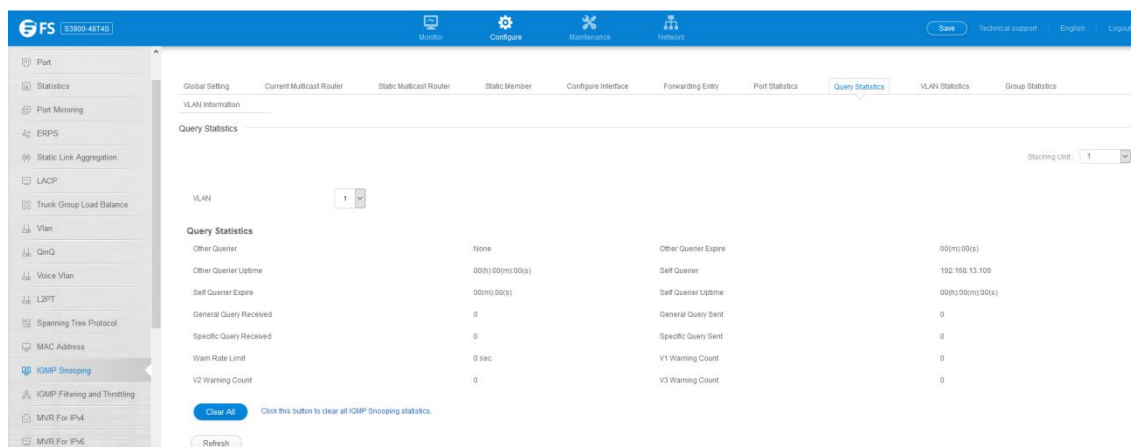 FS S3900-48T4S
Monitor
Configure
Maintenance
Network
Save
Technical support
English
Logout
Port
Statistics
Port Mirroring
ERPS
Static Link Aggregation
LACP
Trunk Group Load Balance
Vlan
QinQ
Voice Vlan
L2PT
Spanning Tree Protocol
MAC Address
IGMP Snooping
IGMP Filtering and Throttling
MVR For IPv4
MVR For IPv6
Global Setting Current Multicast Router Static Multicast Router Static Member Configure Interface Forwarding Entry Port Statistics Query Statistics VLAN Statistics Group Statistics
VLAN Information
Query Statistics
Stacking Unit : 1
VLAN 1
Query Statistics
Other Querier None Other Querier Expire 00(m):00(s)
Other Querier Uptime 00(h):00(m):00(s) Self Querier 192.168.13.100
Self Querier Expire 00(m):00(s) Self Querier Uptime 00(h):00(m):00(s)
General Query Received 0 General Query Sent 0
Specific Query Received 0 Specific Query Sent 0
Warn Rate Limit 0 sec. V1 Warning Count 0
V2 Warning Count 0 V3 Warning Count 0
Clear All Click this button to clear all IGMP Snooping statistics.
Refresh